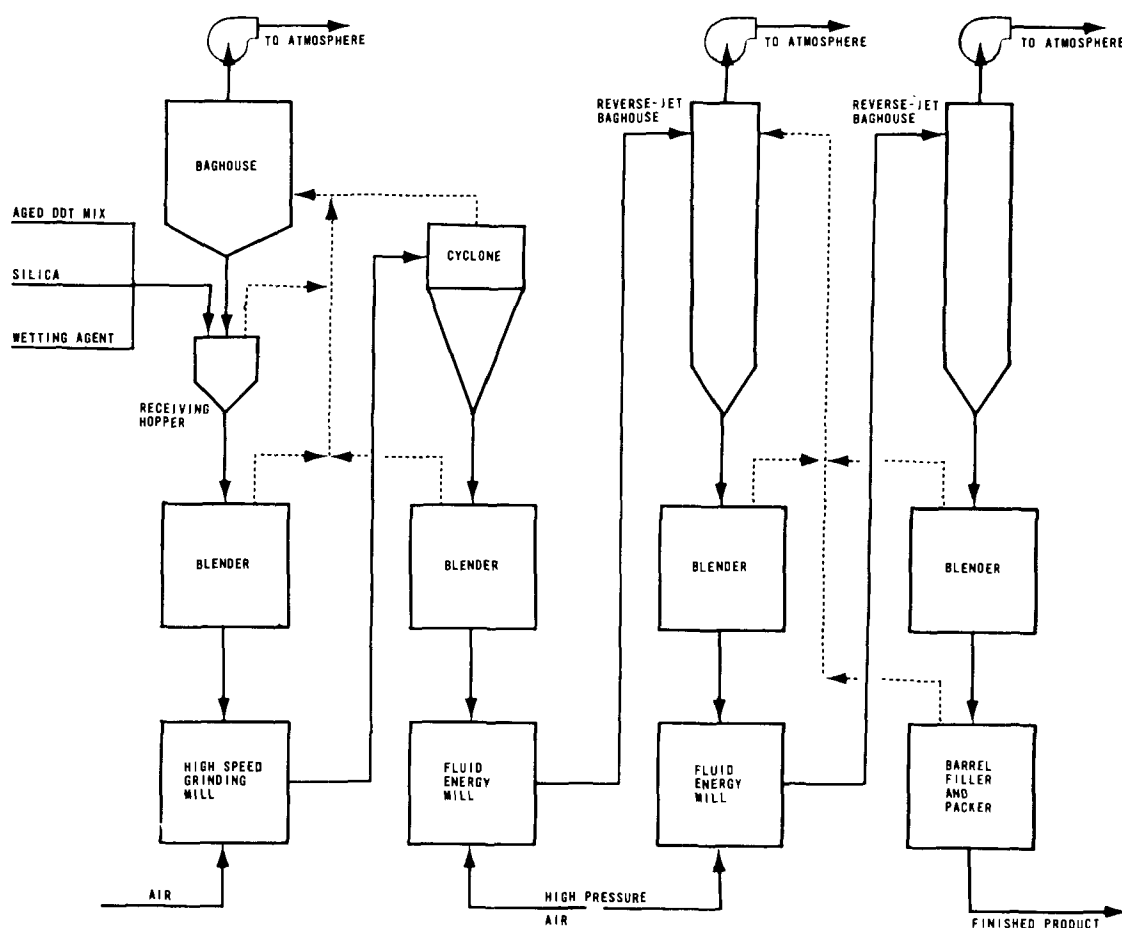 TO ATMOSPHERE
TO ATMOSPHERE
TO ATMOSPHERE
REVERSE-JET
BAGHOUSE
REVERSE-JET
BAGHOUSE
BAGHOUSE
AGED DDT MIX
CYCLONE
SILICA
WETTING AGENT
RECEIVING
HOPPER
BLENDER
BLENDER
BLENDER
BLENDER
HIGH SPEED
GRINDING
MILL
FLUID
ENERGY
MILL
FLUID
ENERGY
MILL
BARREL
FILLER
AND
PACKER
AIR
HIGH PRESSURE
AIR
FINISHED PRODUCT